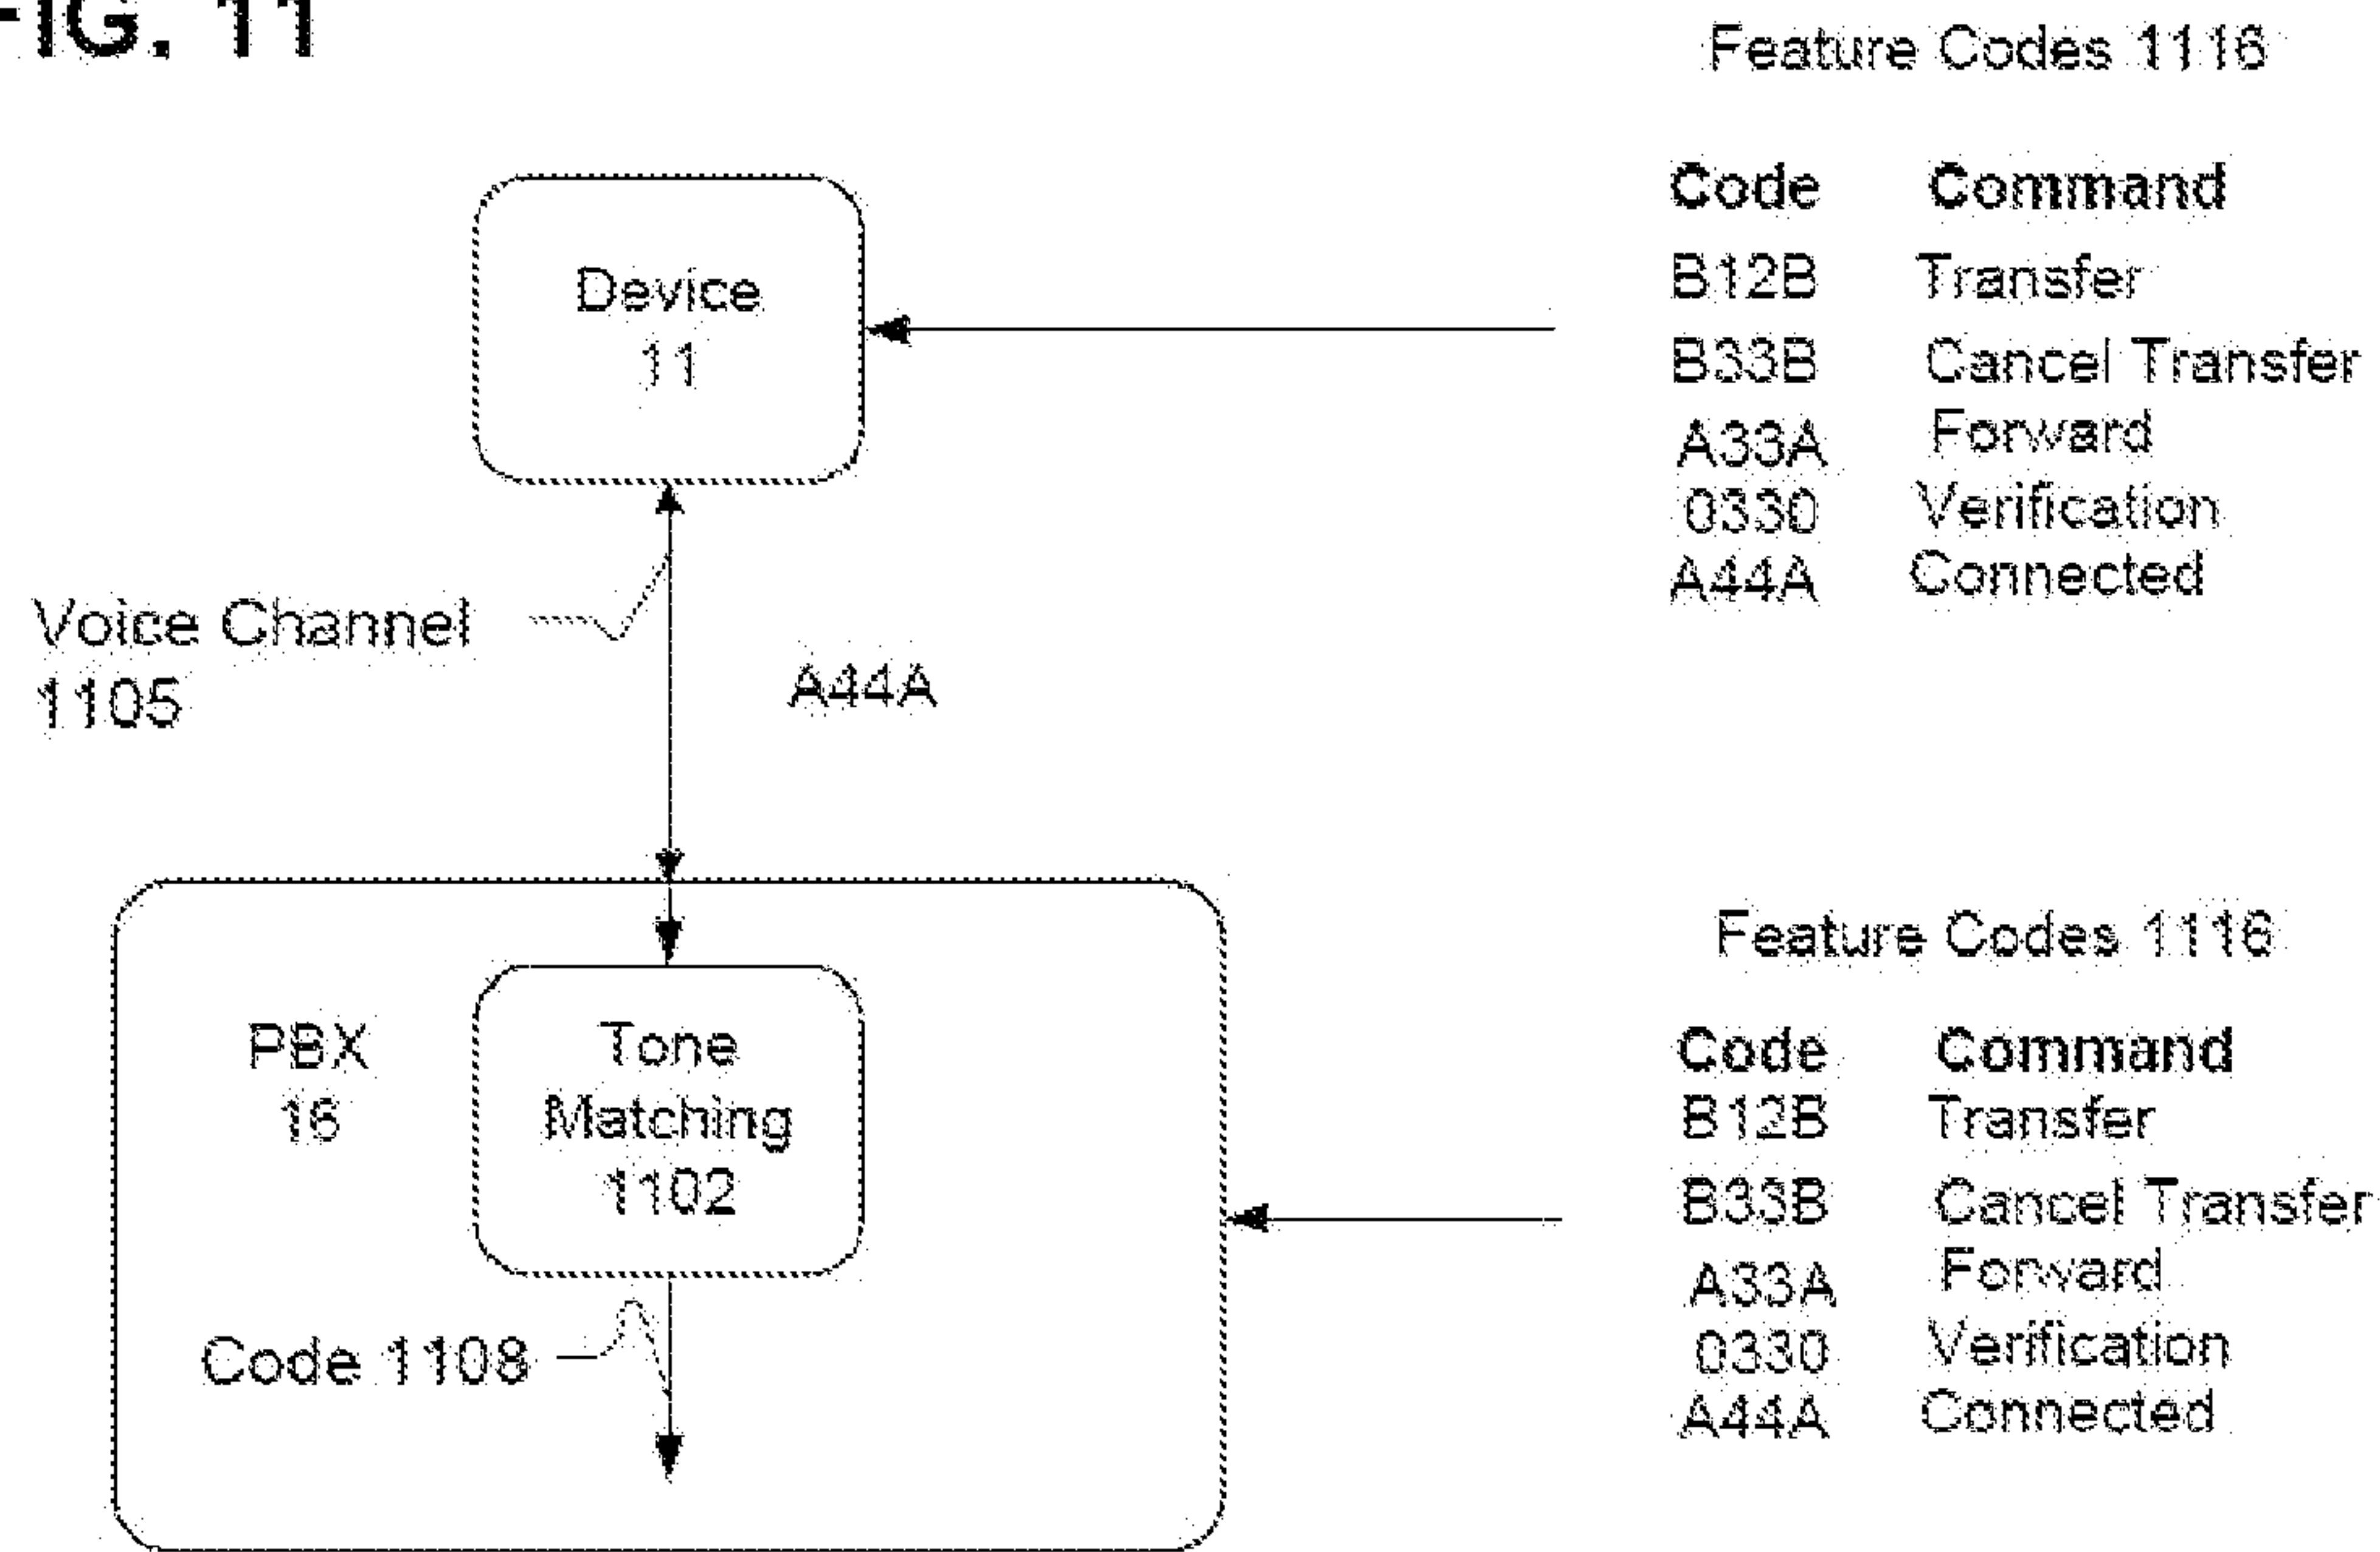 FIG. 11
Feature Codes 1116
Code Command
B12B Transfer
B33B Cancel Transfer
A33A Forward
0330 Verification
A44A Connected
Device
11
Voice Channel
1105
A44A
PBX
16
Tone
Matching
1102
Code 1108
Feature Codes 1116
Code Command
B12B Transfer
B33B Cancel Transfer
A33A Forward
0330 Verification
A44A Connected